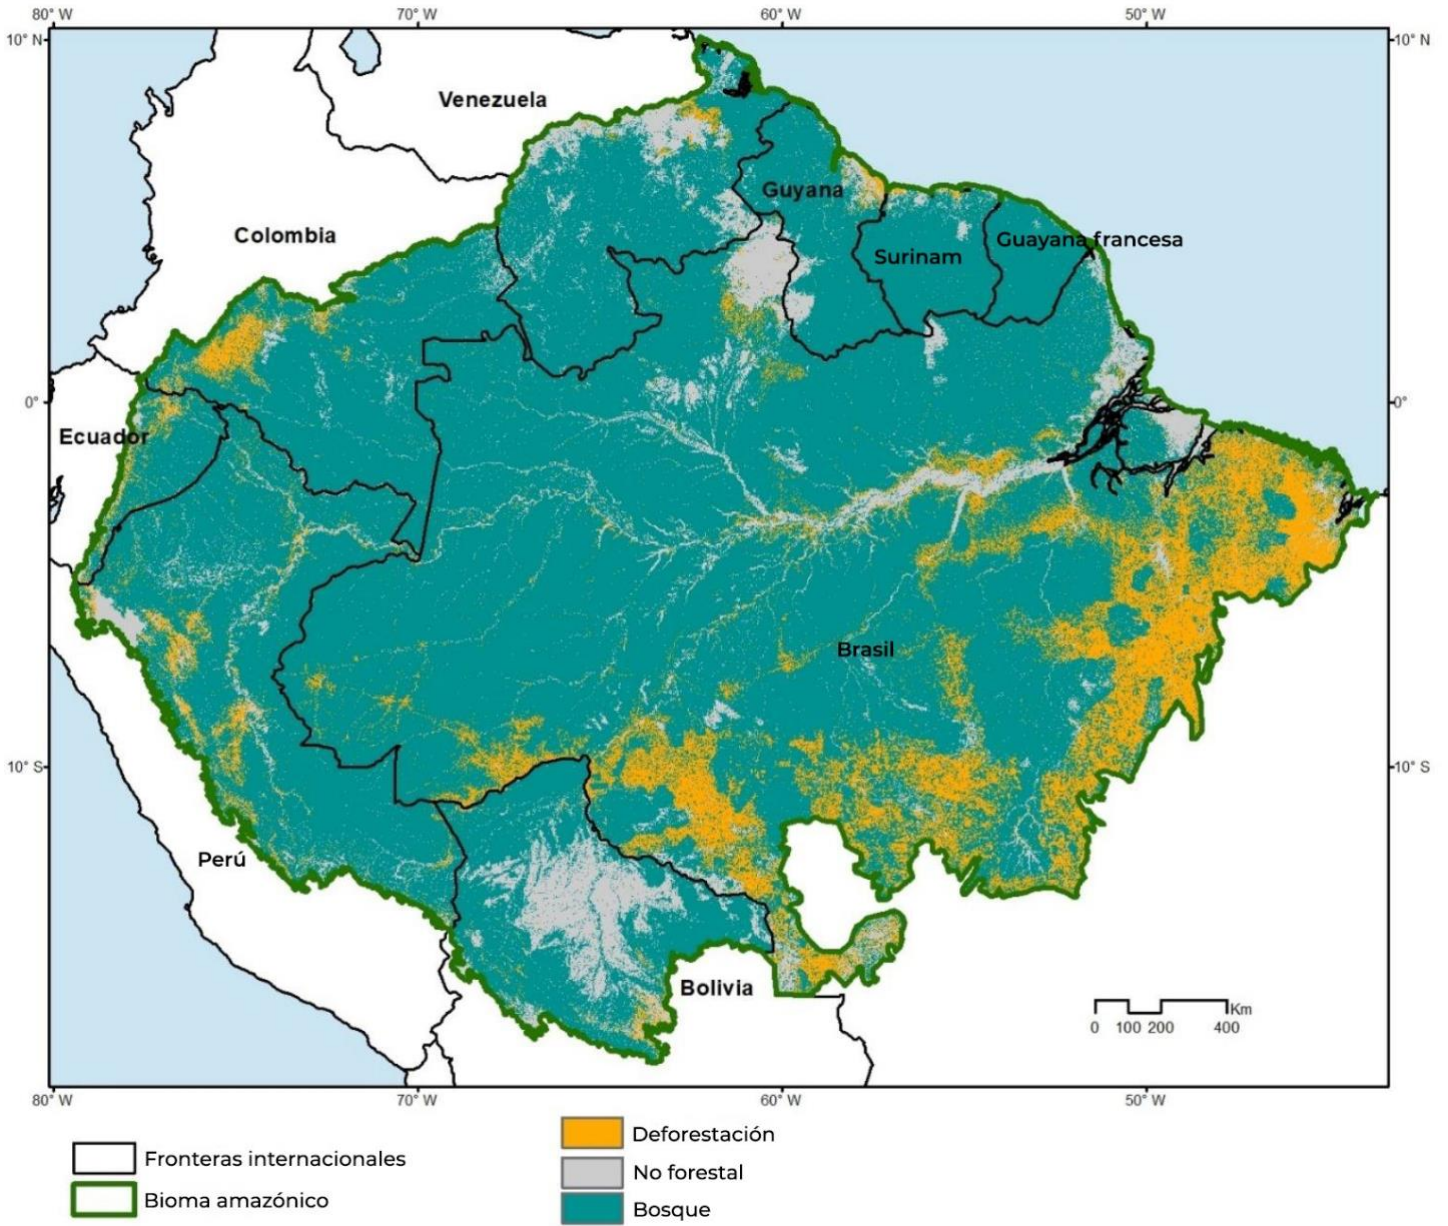 80° W 70° W 60° W 50° W
10° N 10° N
Venezuela
Guyana
Colombia
Guayana francesa
Surinam
0° 0°
Ecuador
Brasil
10° S 10° S
Perú
Bolivia
Km
0 100 200 400
80° W 70° W 60° W 50° W
Deforestación
Fronteras internacionales
No forestal
Bioma amazónico
Bosque